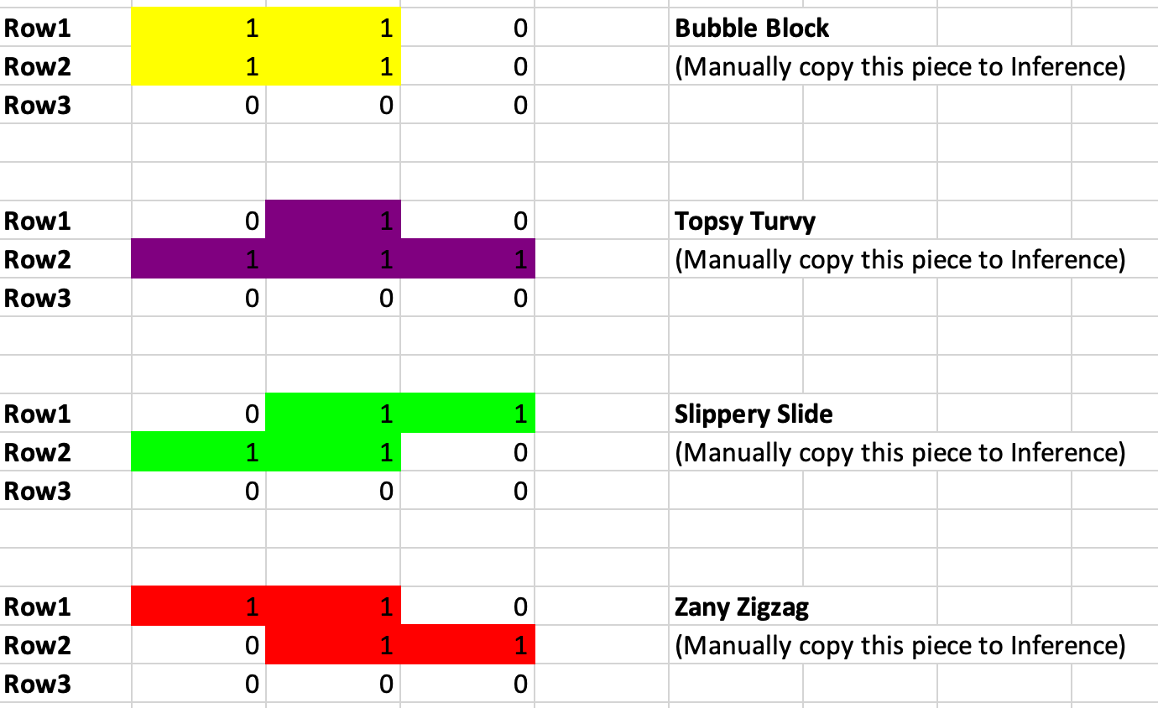 Row1 1 1 0 Bubble Block
Row2 1 1 0 (Manually copy this piece to Inference)
Row3 0 0 0
Row1 0 1 0 Topsy Turvy
Row2 1 1 1 (Manually copy this piece to Inference)
Row3 0 0 0
Row1 0 1 1 Slippery Slide
Row2 1 1 0 (Manually copy this piece to Inference)
Row3 0 0 0
Row1 1 1 0 Zany Zigzag
Row2 0 1 1 (Manually copy this piece to Inference)
Row3 0 0 0